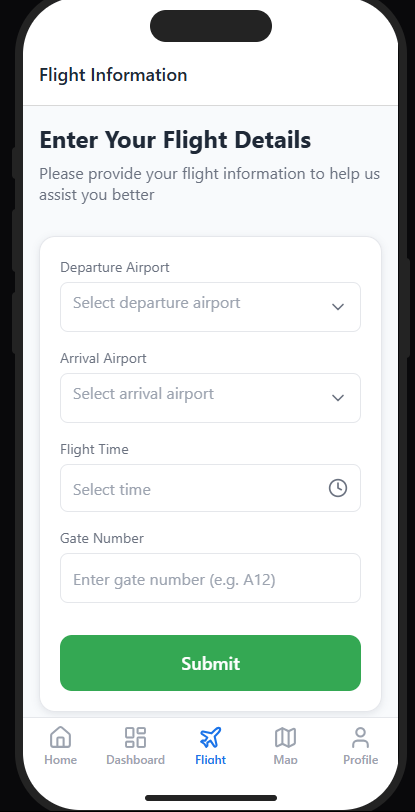 Flight Information
Enter Your Flight Details
Please provide your flight information to help us
assist you better
Departure Airport
Select departure airport
Arrival Airport
Select arrival airport
Flight Time
Select time
Gate Number
Enter gate number (e.g. A12)
Submit
Home Dashboard Flight Map Profile